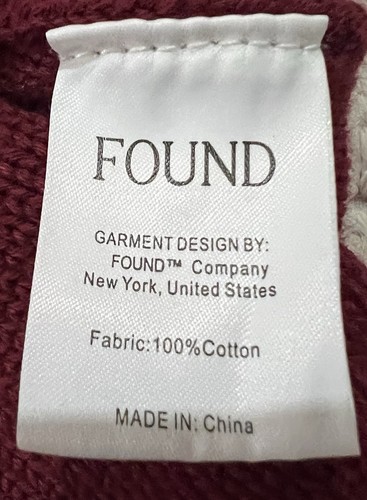 FOUND
GARMENT DESIGN BY:
FOUND™ Company
New York, United States
Fabric:100%Cotton
MADE IN: China